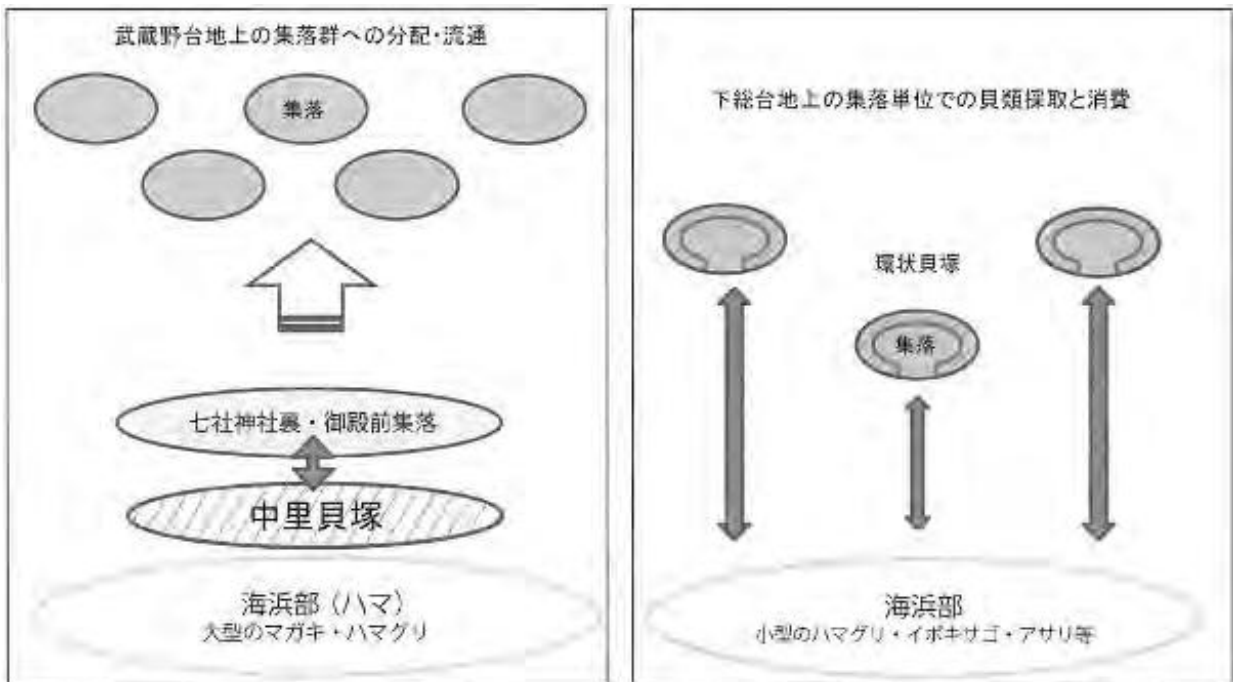 武蔵野台地上の集落群への分配・流通
集落
七社神社裏・御殿前集落
中里貝塚
海浜部（ハマ）
大型のマガキ・ハマグリ
下総台地上の集落単位での貝類採取と消費
環状貝塚
集落
海浜部
小型のハマグリ・イボキサゴ・アサリ等